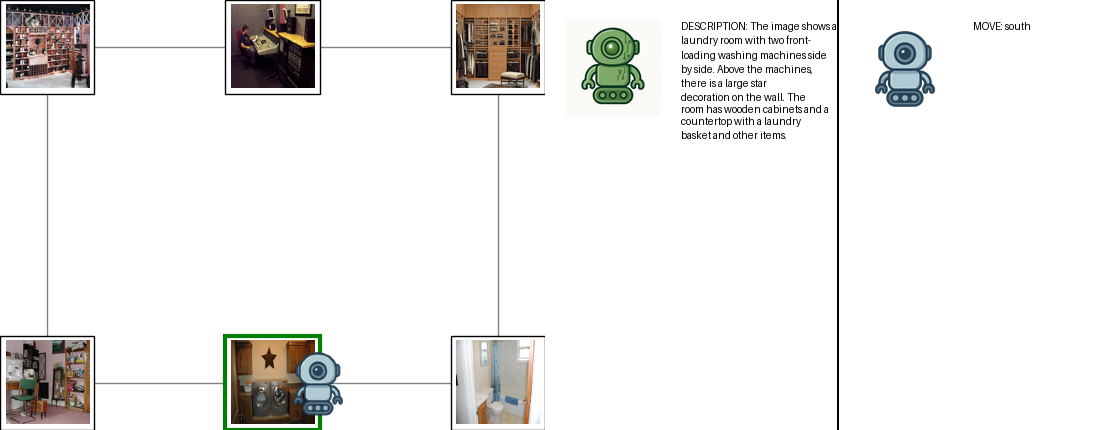 DESCRIPTION: The image shows a
laundry room with two front-
loading washing machines side
by side. Above the machines,
there is a large star
decoration on the wall. The
room has wooden cabinets and a
countertop with a laundry
basket and other items.
MOVE: south